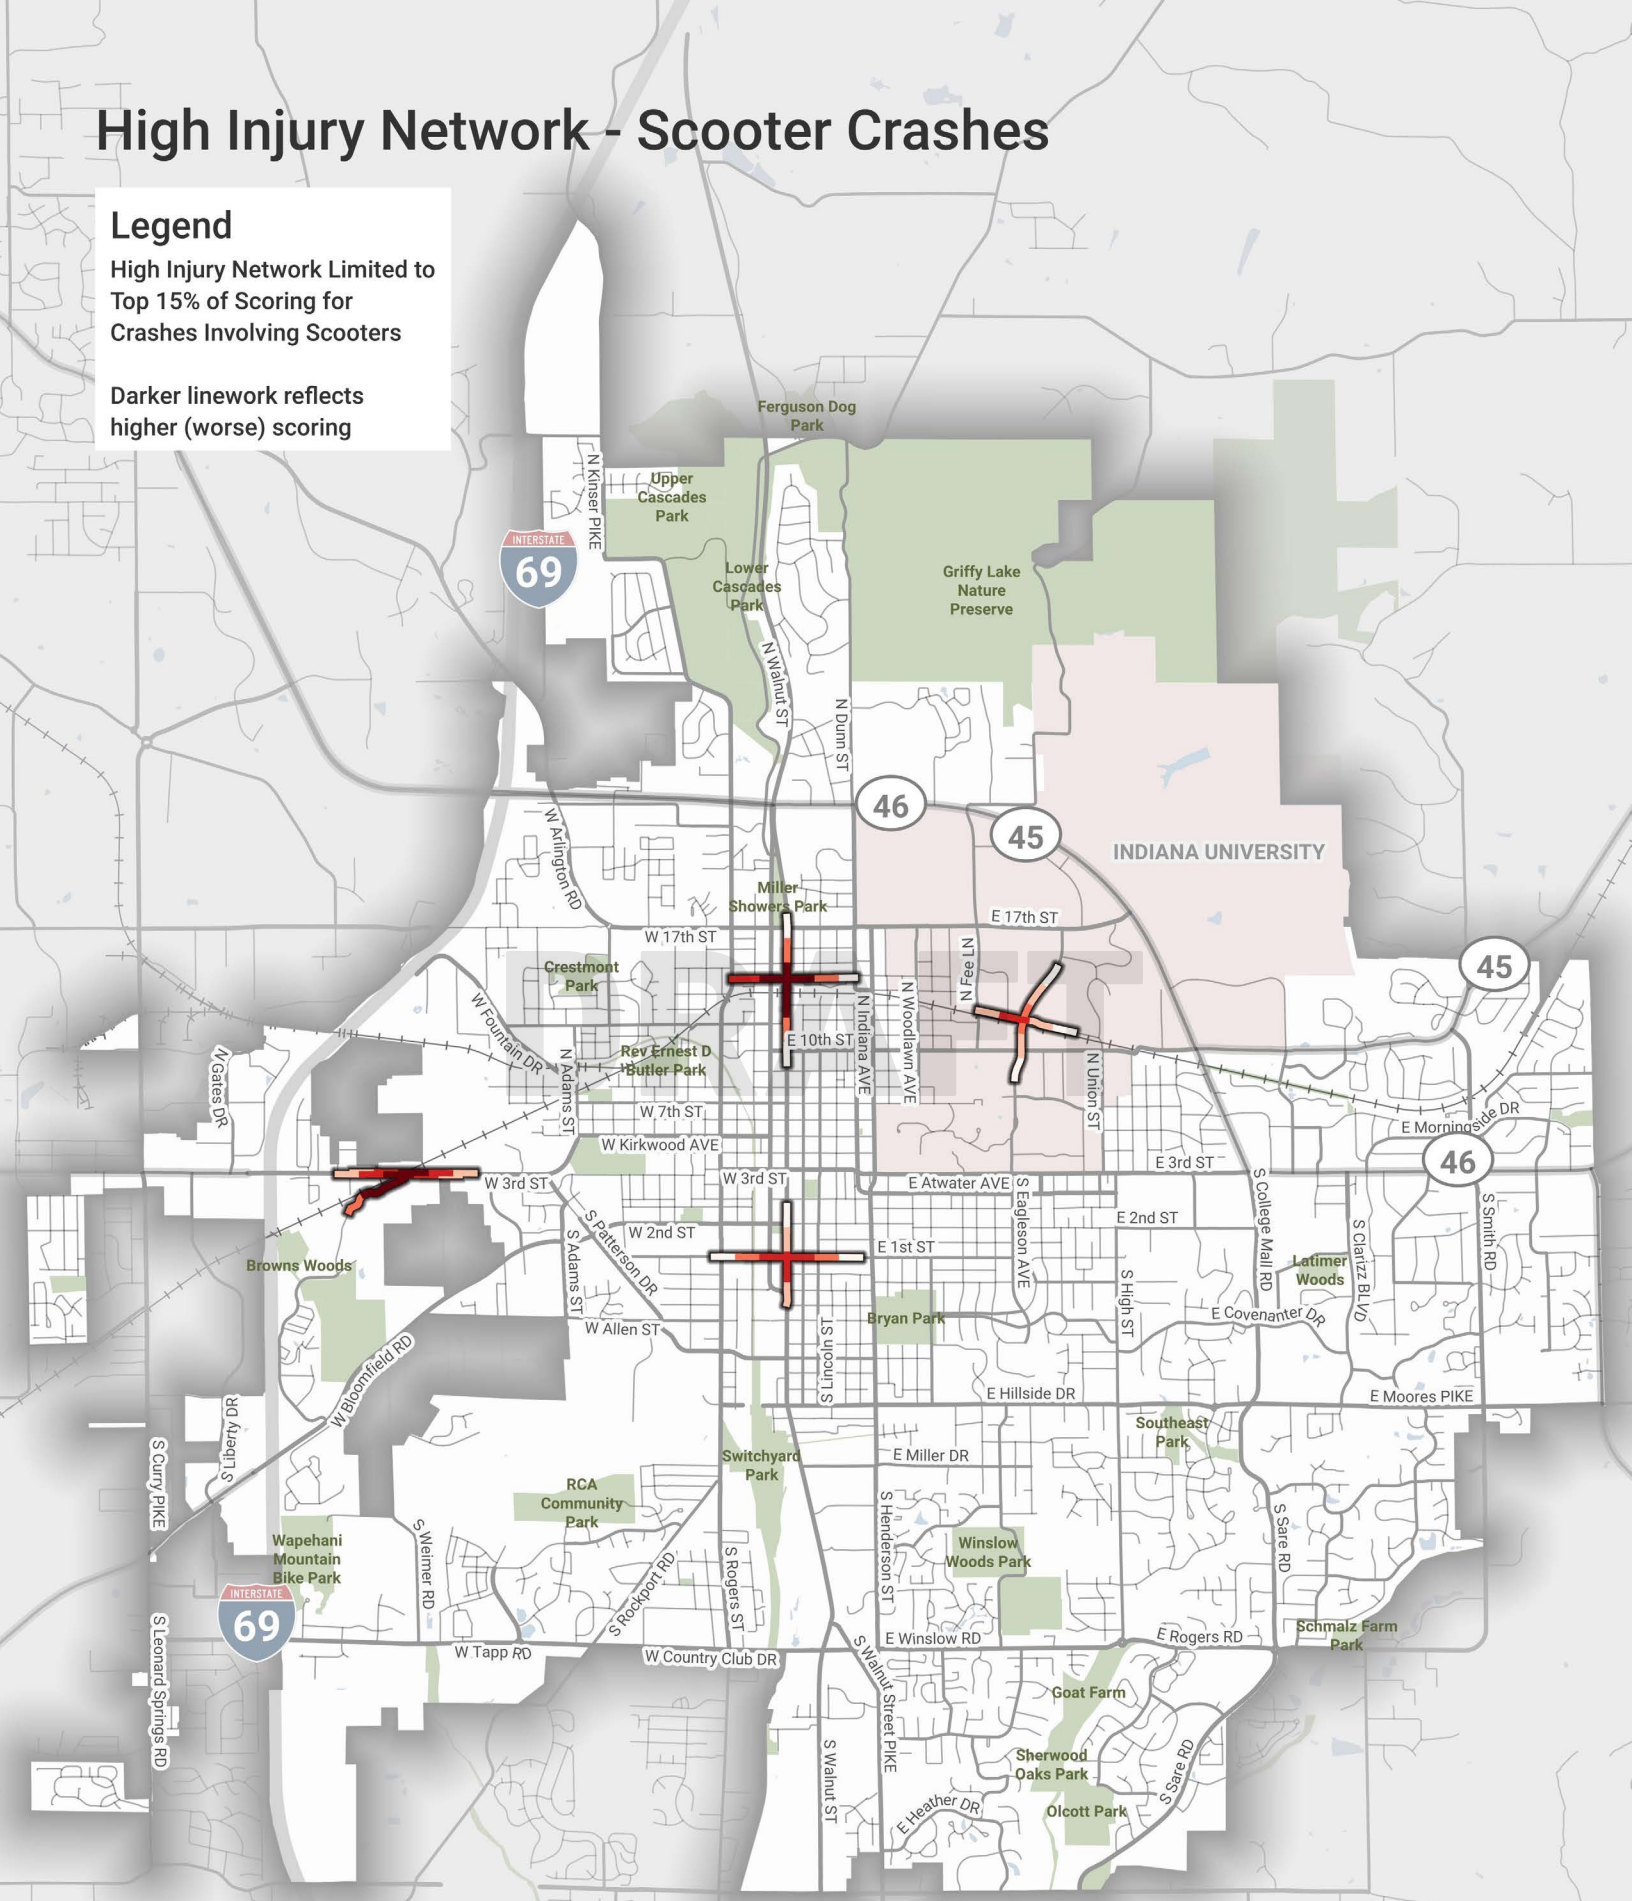 High Injury Network - Scooter Crashes
Legend
High Injury Network Limited to
Top 15% of Scoring for
Crashes Involving Scooters
Darker linework reflects
higher (worse) scoring
Ferguson Dog
Park
N Kinser PIKE
Upper
Cascades
Park
INTERSTATE
69
Lower
Cascades
Park
Griffy Lake
Nature
Preserve
N Walnut ST
N Dunn ST
46
45
W Arlington RD
INDIANA UNIVERSITY
Miller
Showers Park
E 17th ST
W 17th ST
N Fee LN
45
Crestmont
Park
DRAFT
W Fountain DR
N Indiana AVE
N Woodlawn AVE
E 10th ST
Rev Ernest D
Butler Park
N Gates DR
N Adams ST
N Union ST
W 7th ST
E Morningside DR
W Kirkwood AVE
E 3rd ST
46
W 3rd ST
W 3rd ST
E Atwater AVE
S Eagleson AVE
E 2nd ST
S College Mall RD
S Smith RD
S Patterson DR
W 2nd ST
S Clarizz BLVD
E 1st ST
S Adams ST
Browns Woods
Latimer
Woods
S High ST
E Covenanter DR
Bryan Park
W Allen ST
S Lincoln ST
W Bloomfield RD
E Hillside DR
E Moores PIKE
S Liberty DR
Southeast
Park
S Curry PIKE
Switchyard
Park
E Miller DR
RCA
Community
Park
S Henderson ST
S Sare RD
Wapehani
Mountain
Bike Park
S Weimer RD
Winslow
Woods Park
S Rogers ST
S Rockport RD
INTERSTATE
69
S Leonard Springs RD
E Winslow RD
E Rogers RD
Schmalz Farm
Park
W Tapp RD
W Country Club DR
S Walnut Street PIKE
Goat Farm
S Walnut ST
Sherwood
Oaks Park
S Sare RD
E Heather DR
Olcott Park